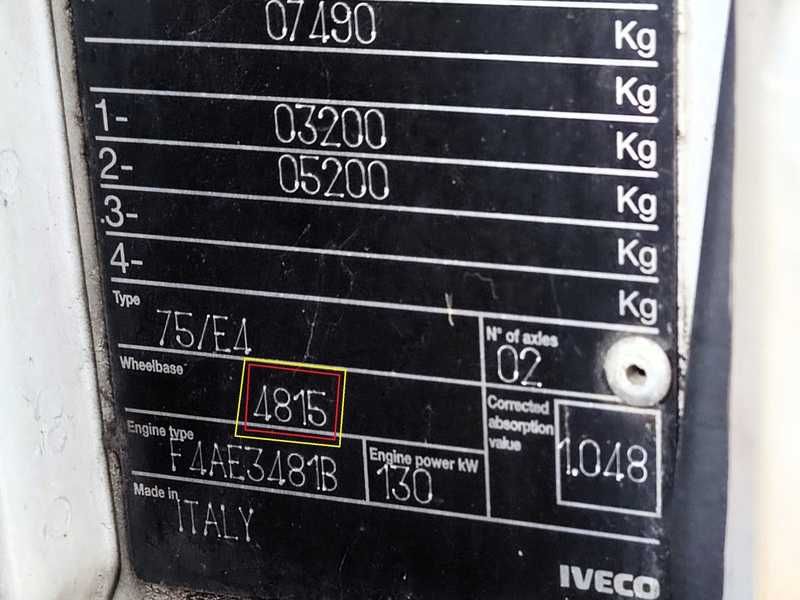 07490 Kg
Kg
1- 03200 Kg
2- 05200 Kg
3- Kg
4- Kg
Type 75/E4
N° of axles 02
Wheelbase 4815
Corrected absorption value 1.048
Engine type F4AE3481B
Engine power kW 130
Made in ITALY
IVECO